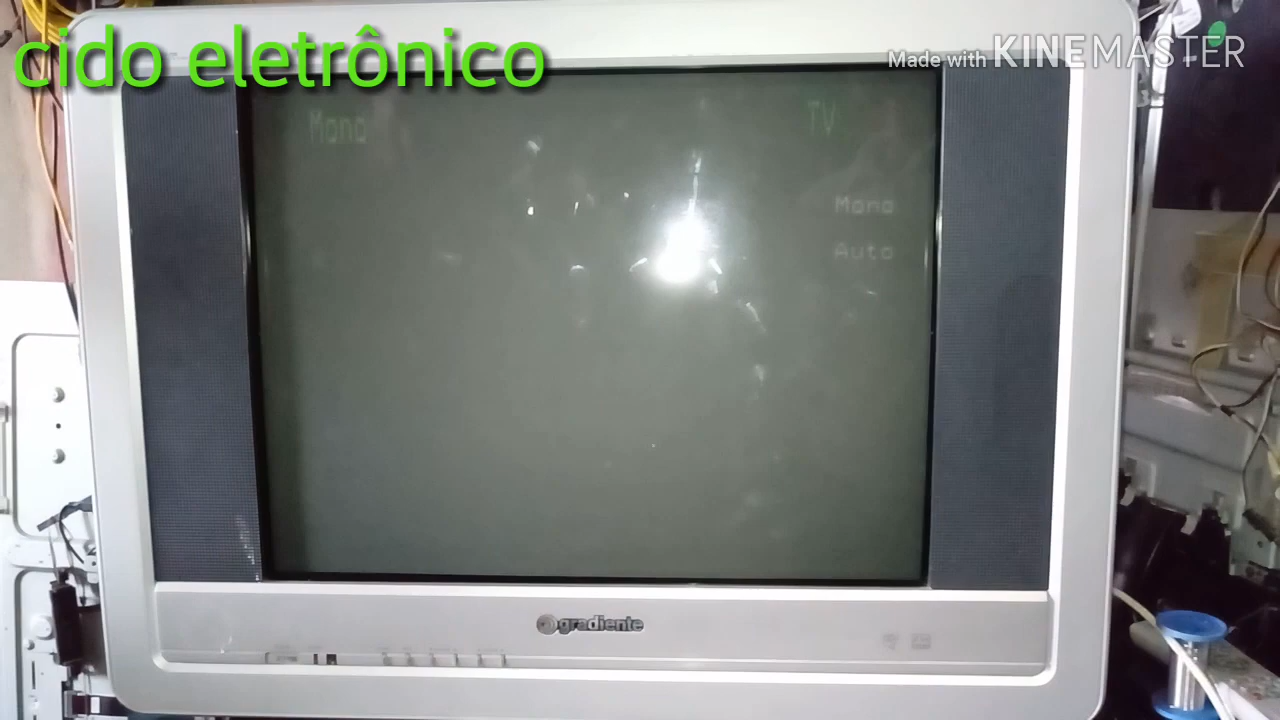 cido eletrônico
Made with KINEMASTER
Mono
TV
Mono
Auto
gradiente